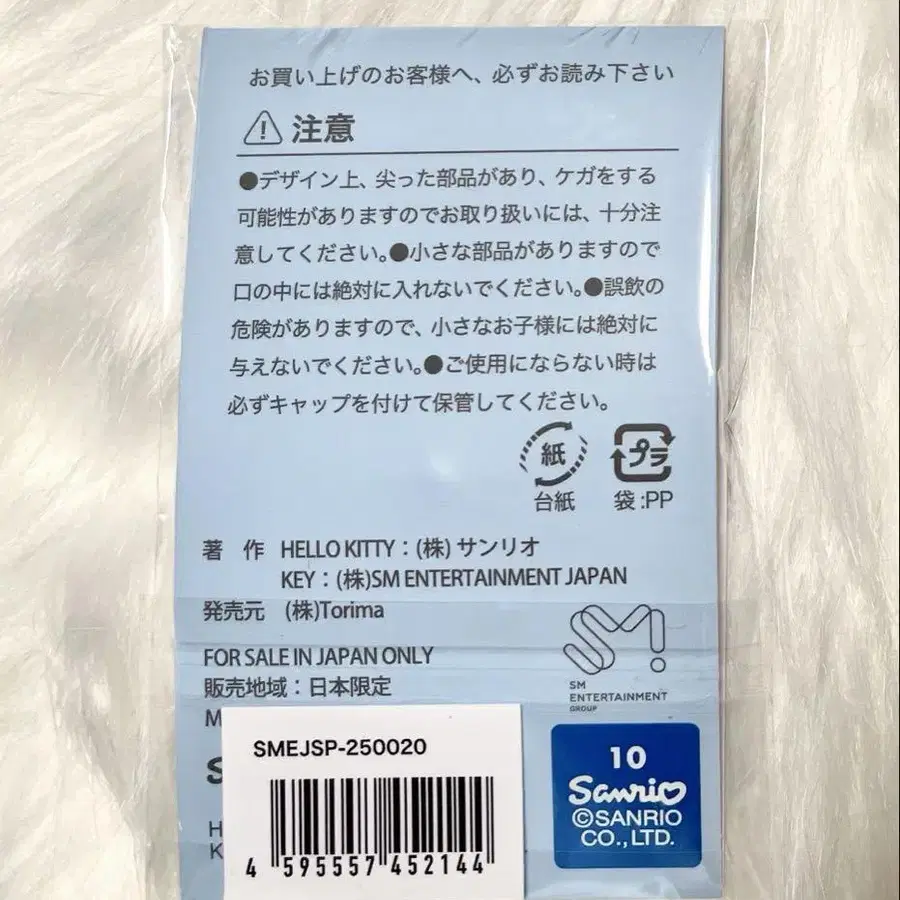 お買い上げのお客様へ、必ずお読み下さい
注意
●デザイン上、尖った部品があり、ケガをする
可能性がありますのでお取り扱いには、十分注
意してください。●小さな部品がありますので
口の中には絶対に入れないでください。●誤飲の
危険がありますので、小さなお子様には絶対に
与えないでください。●ご使用にならない時は
必ずキャップを付けて保管してください。
紙 プラ
台紙 袋:PP
著 作 HELLO KITTY：(株) サンリオ
KEY：(株)SM ENTERTAINMENT JAPAN
発売元 (株)Torima
FOR SALE IN JAPAN ONLY
販売地域：日本限定
SM
SM
ENTERTAINMENT
GROUP
SMEJSP-250020
4 595557 452144
10
Sanrio
©SANRIO
CO.,LTD.